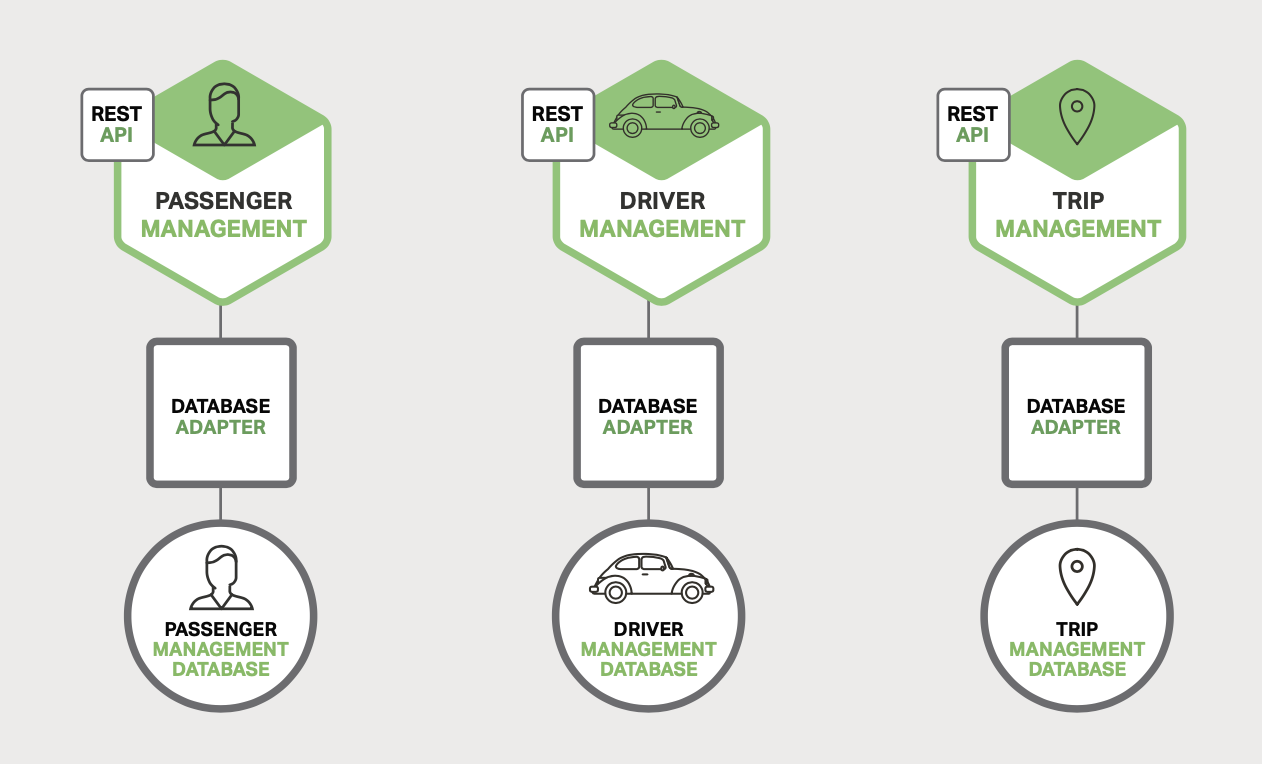 REST
API
PASSENGER
MANAGEMENT
REST
API
DRIVER
MANAGEMENT
REST
API
TRIP
MANAGEMENT
DATABASE
ADAPTER
DATABASE
ADAPTER
DATABASE
ADAPTER
PASSENGER
MANAGEMENT
DATABASE
DRIVER
MANAGEMENT
DATABASE
TRIP
MANAGEMENT
DATABASE